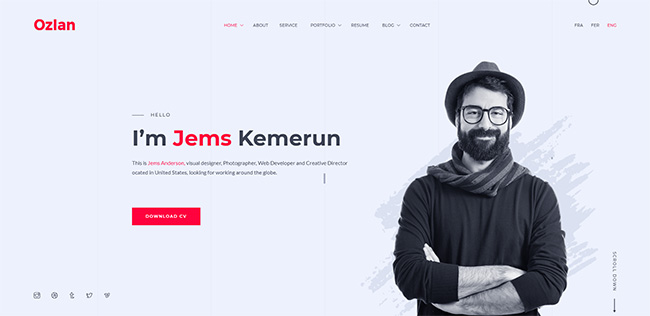 Ozlan
HOME ABOUT SERVICE PORTFOLIO RESUME BLOG CONTACT
FRA FER ENG
HELLO
I'm Jems Kemerun
This is Jems Anderson, visual designer, Photographer, Web Developer and Creative Director
ocated in United States, looking for working around the globe.
DOWNLOAD CV
SCROLL DOWN